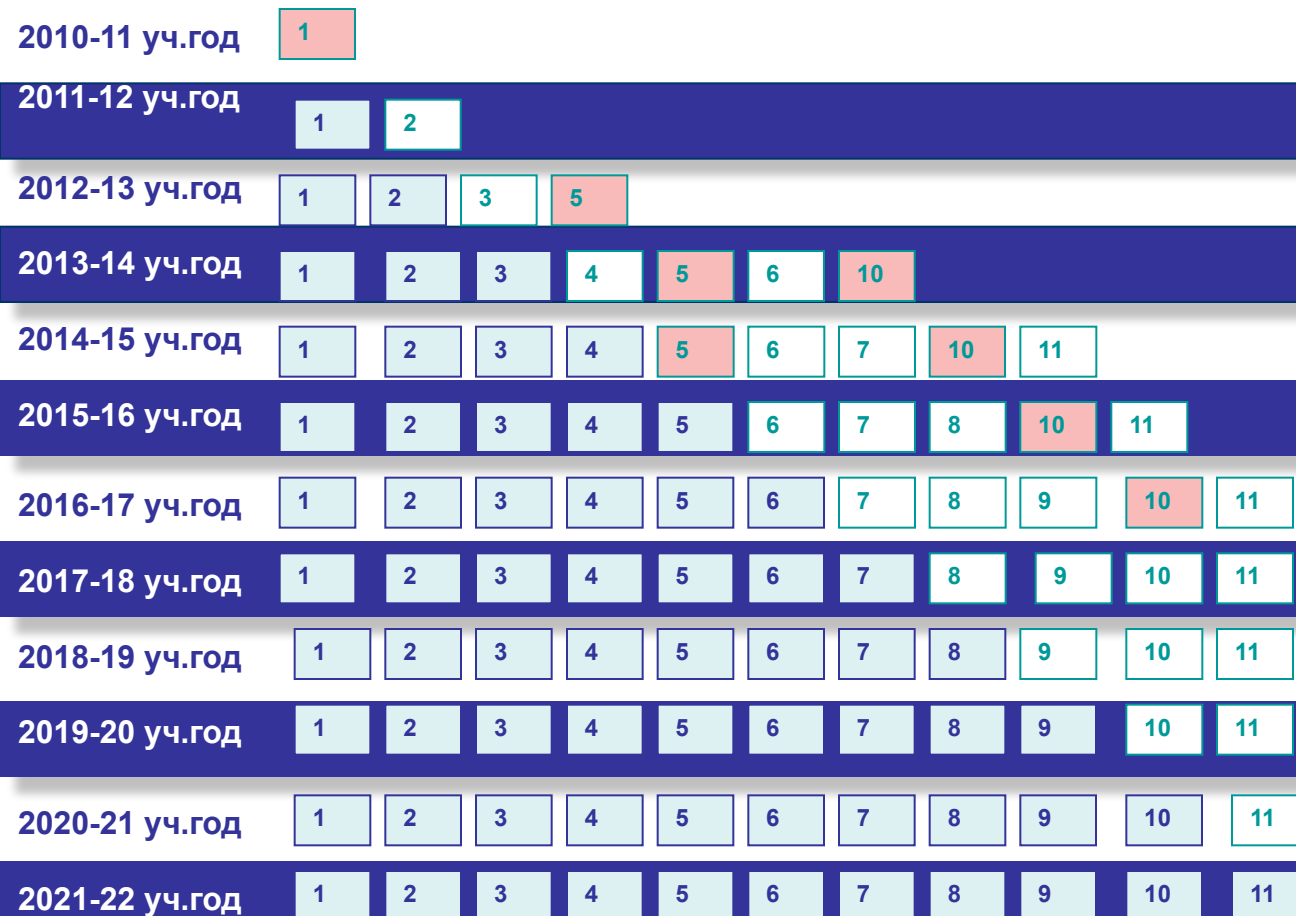 2010-11 уч.год 1
2011-12 уч.год 1 2
2012-13 уч.год 1 2 3 5
2013-14 уч.год 1 2 3 4 5 6 10
2014-15 уч.год 1 2 3 4 5 6 7 10 11
2015-16 уч.год 1 2 3 4 5 6 7 8 10 11
2016-17 уч.год 1 2 3 4 5 6 7 8 9 10 11
2017-18 уч.год 1 2 3 4 5 6 7 8 9 10 11
2018-19 уч.год 1 2 3 4 5 6 7 8 9 10 11
2019-20 уч.год 1 2 3 4 5 6 7 8 9 10 11
2020-21 уч.год 1 2 3 4 5 6 7 8 9 10 11
2021-22 уч.год 1 2 3 4 5 6 7 8 9 10 11